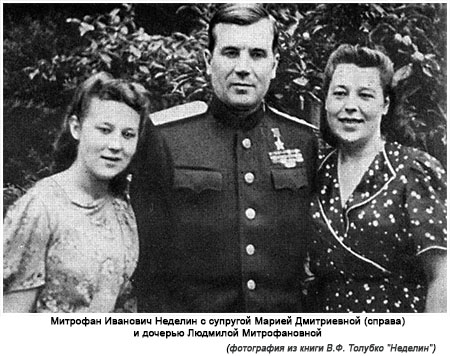 Митрофан Иванович Неделин с супругой Марией Дмитриевной (справа)
и дочерью Людмилой Митрофановной
(фотография из книги В.Ф. Толубко "Неделин")